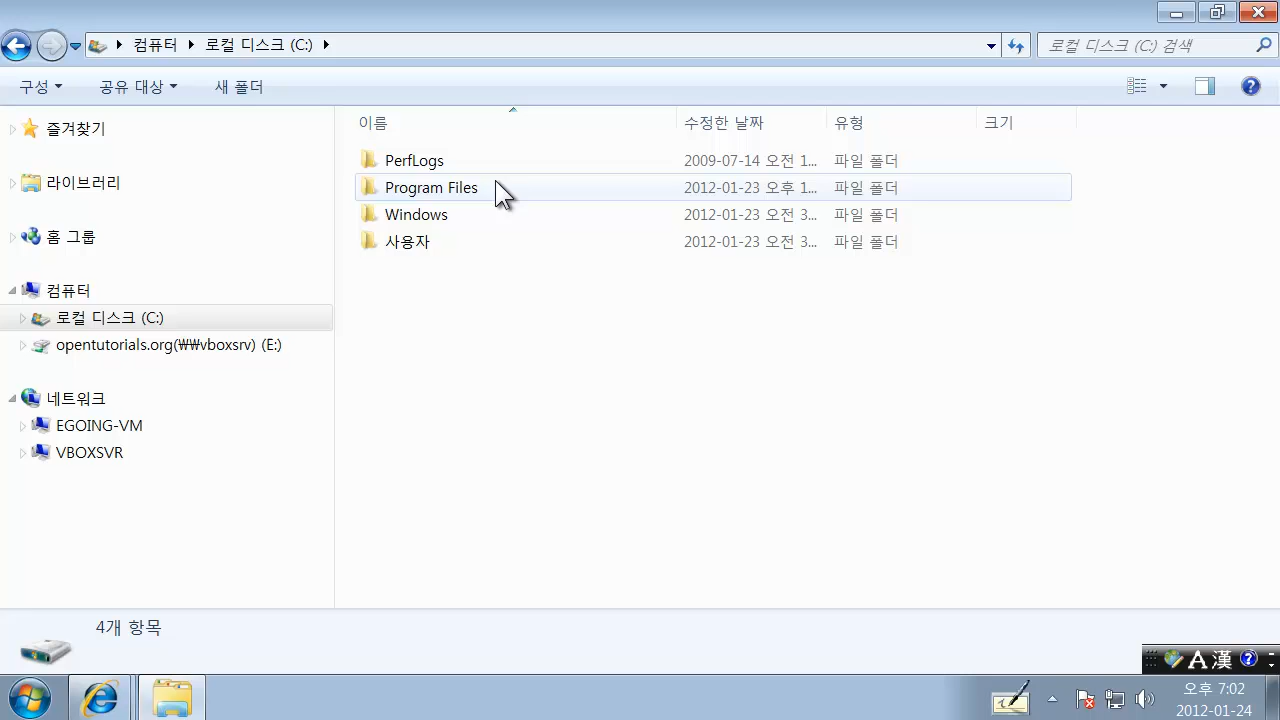 컴퓨터 로컬 디스크 (C:)
로컬 디스크 (C:) 검색
구성 공유 대상 새 폴더
즐겨찾기
라이브러리
홈 그룹
컴퓨터
로컬 디스크 (C:)
opentutorials.org(₩₩vboxsrv) (E:)
네트워크
EGOING-VM
VBOXSVR
이름 수정한 날짜 유형 크기
PerfLogs 2009-07-14 오전 1... 파일 폴더
Program Files 2012-01-23 오후 1... 파일 폴더
Windows 2012-01-23 오전 3... 파일 폴더
사용자 2012-01-23 오전 3... 파일 폴더
4개 항목
A 漢
오후 7:02
2012-01-24